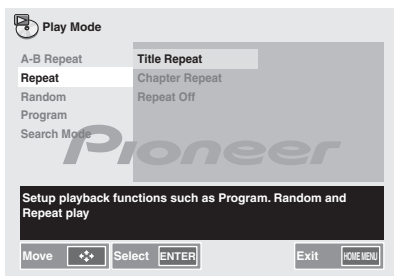 Play Mode
A-B Repeat
Repeat
Random
Program
Search Mode
Title Repeat
Chapter Repeat
Repeat Off
Pioneer
Setup playback functions such as Program. Random and
Repeat play
Move Select ENTER Exit HOME MENU